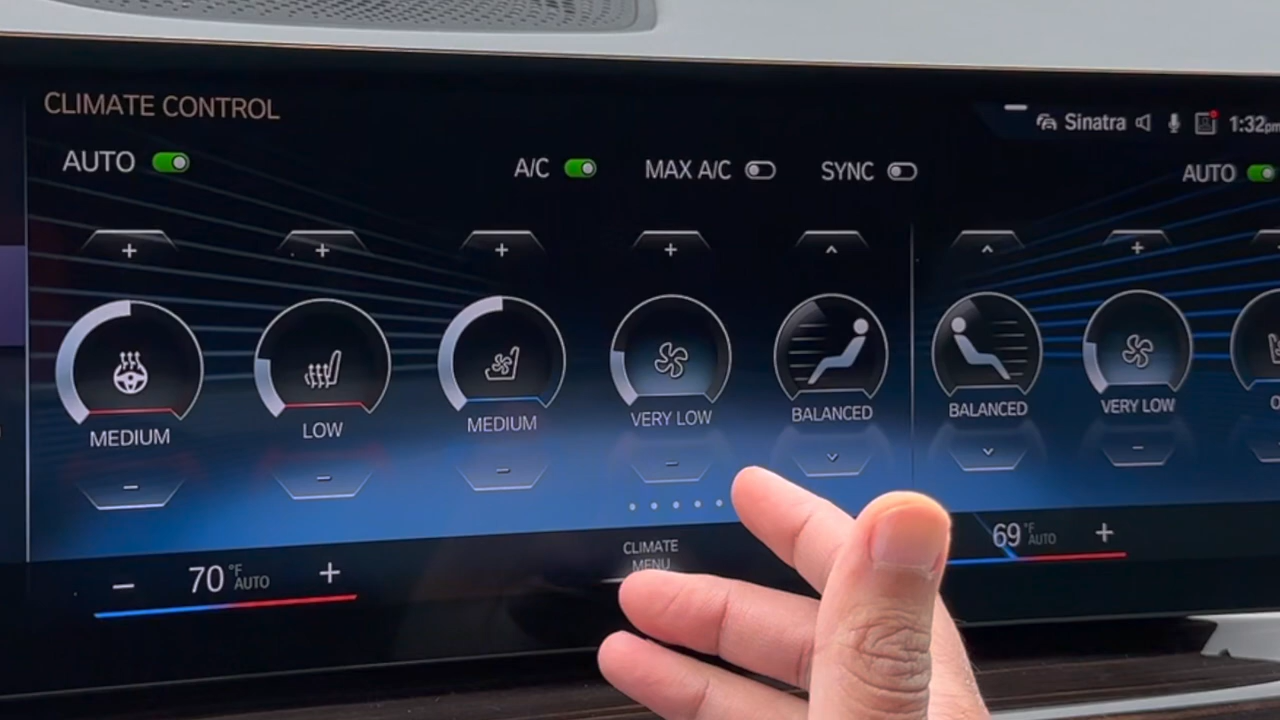 CLIMATE CONTROL
Sinatra 1:32pm
AUTO A/C MAX A/C SYNC AUTO
MEDIUM LOW MEDIUM VERY LOW BALANCED BALANCED VERY LOW
70 °F AUTO
CLIMATE
MENU
69 °F AUTO